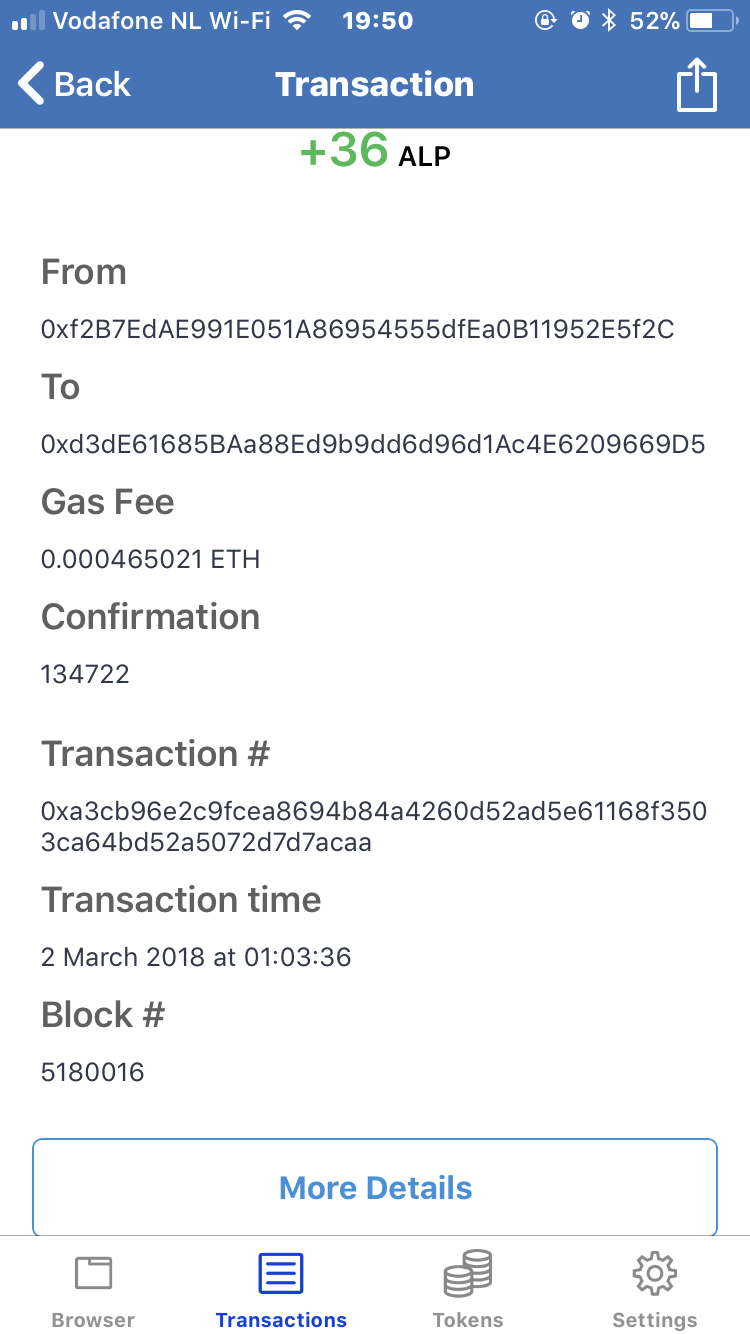 Vodafone NL Wi-Fi 19:50 52%
Back Transaction
+36 ALP
From
0xf2B7EdAE991E051A86954555dfEa0B11952E5f2C
To
0xd3dE61685BAa88Ed9b9dd6d96d1Ac4E6209669D5
Gas Fee
0.000465021 ETH
Confirmation
134722
Transaction #
0xa3cb96e2c9fcea8694b84a4260d52ad5e61168f350
3ca64bd52a5072d7d7acaa
Transaction time
2 March 2018 at 01:03:36
Block #
5180016
More Details
Browser Transactions Tokens Settings